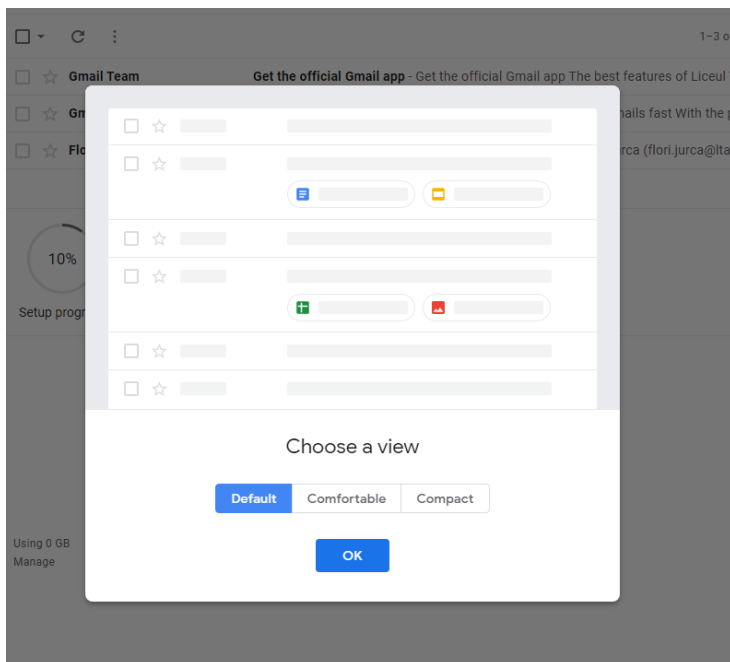 1–3 o
Gmail Team Get the official Gmail app - Get the official Gmail app The best features of Liceul
Gm nails fast With the p
Flo rca (flori.jurca@lta
10%
Setup progr
Choose a view
Default Comfortable Compact
OK
Using 0 GB
Manage